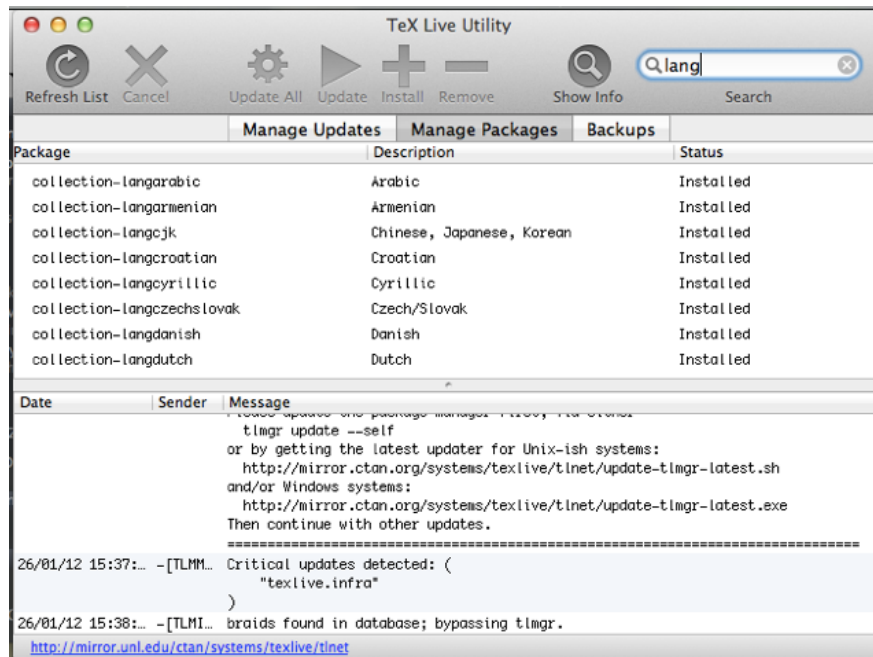 TeX Live Utility
lang
Refresh List Cancel Update All Update Install Remove Show Info Search
Manage Updates Manage Packages Backups
Package Description Status
collection-langarabic Arabic Installed
collection-langarmenian Armenian Installed
collection-langcjk Chinese, Japanese, Korean Installed
collection-langcroatian Croatian Installed
collection-langcyrillic Cyrillic Installed
collection-langczechslovak Czech/Slovak Installed
collection-langdanish Danish Installed
collection-langdutch Dutch Installed
Date Sender Message
tlmgr update --self
or by getting the latest updater for Unix-ish systems:
http://mirror.ctan.org/systems/texlive/tlnet/update-tlmgr-latest.sh
and/or Windows systems:
http://mirror.ctan.org/systems/texlive/tlnet/update-tlmgr-latest.exe
Then continue with other updates.
===============================================================================
26/01/12 15:37:… -[TLMM… Critical updates detected: (
"texlive.infra"
)
26/01/12 15:38:… -[TLMI… braids found in database; bypassing tlmgr.
http://mirror.unl.edu/ctan/systems/texlive/tlnet